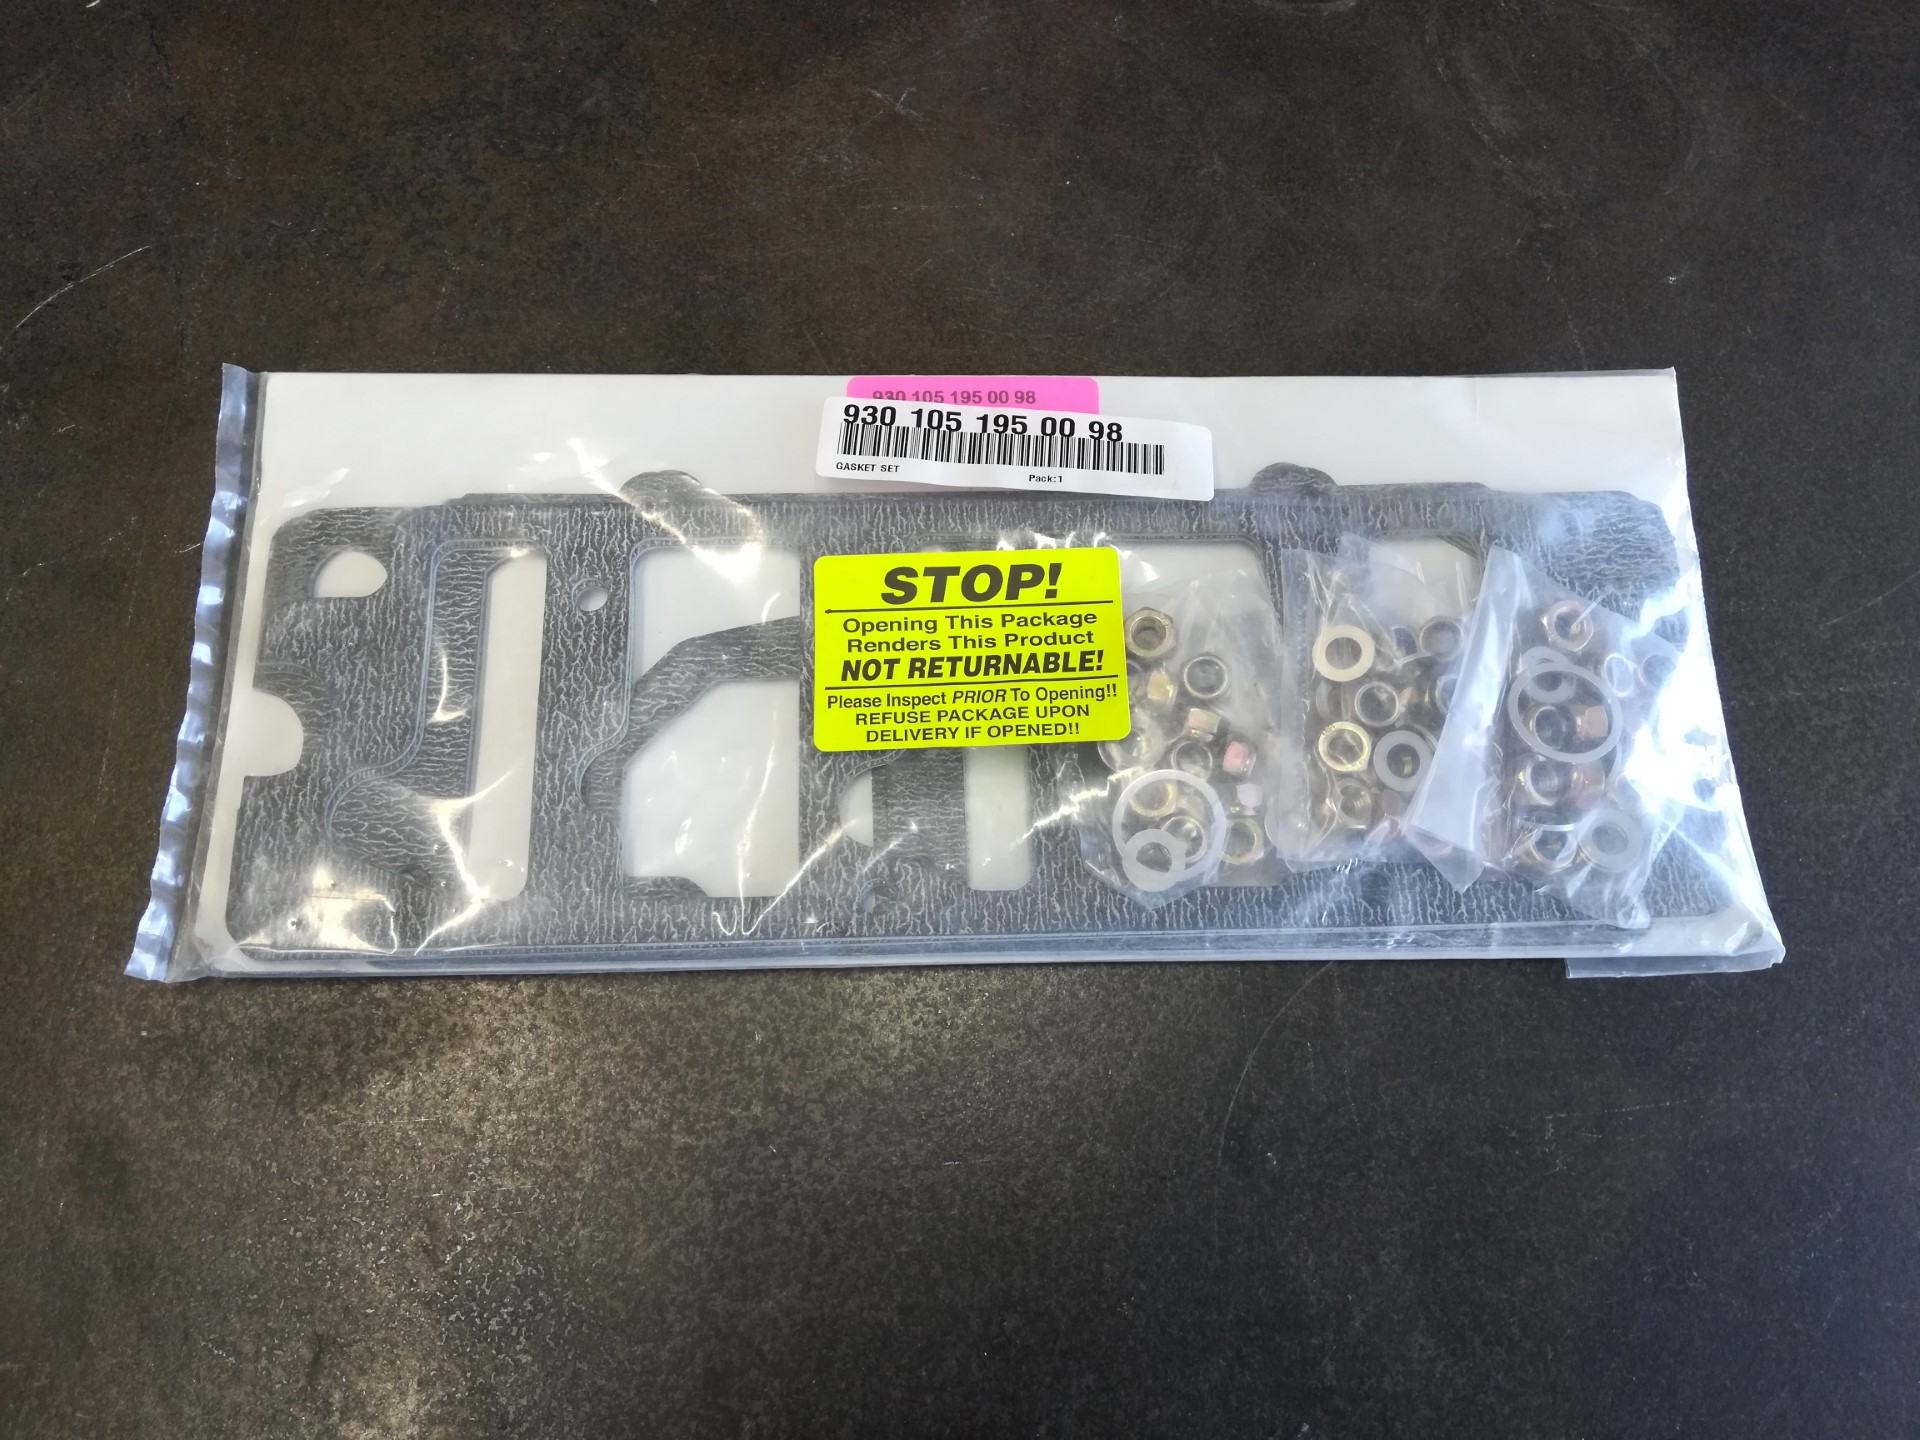 930 105 195 00 98
930 105 195 00 98
GASKET SET
Pack:1
STOP!
Opening This Package
Renders This Product
NOT RETURNABLE!
Please Inspect PRIOR To Opening!!
REFUSE PACKAGE UPON
DELIVERY IF OPENED!!